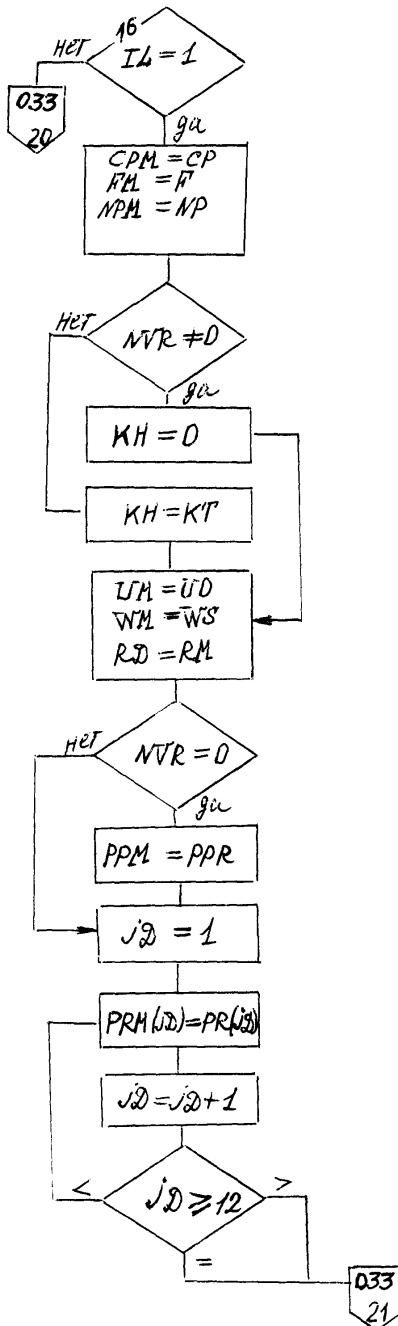 16
нет
IL = 1
033
20
да
CPM = CP
FM = F
NPM = NP
нет
NVR ≠ 0
да
KH = 0
KH = KT
UM = UD
WM = WS
RD = RM
нет
NVR = 0
да
PPM = PPR
jD = 1
PRM(jD)=PR(jD)
jD = jD+1
<
>
jD ⩾ 12
=
033
21